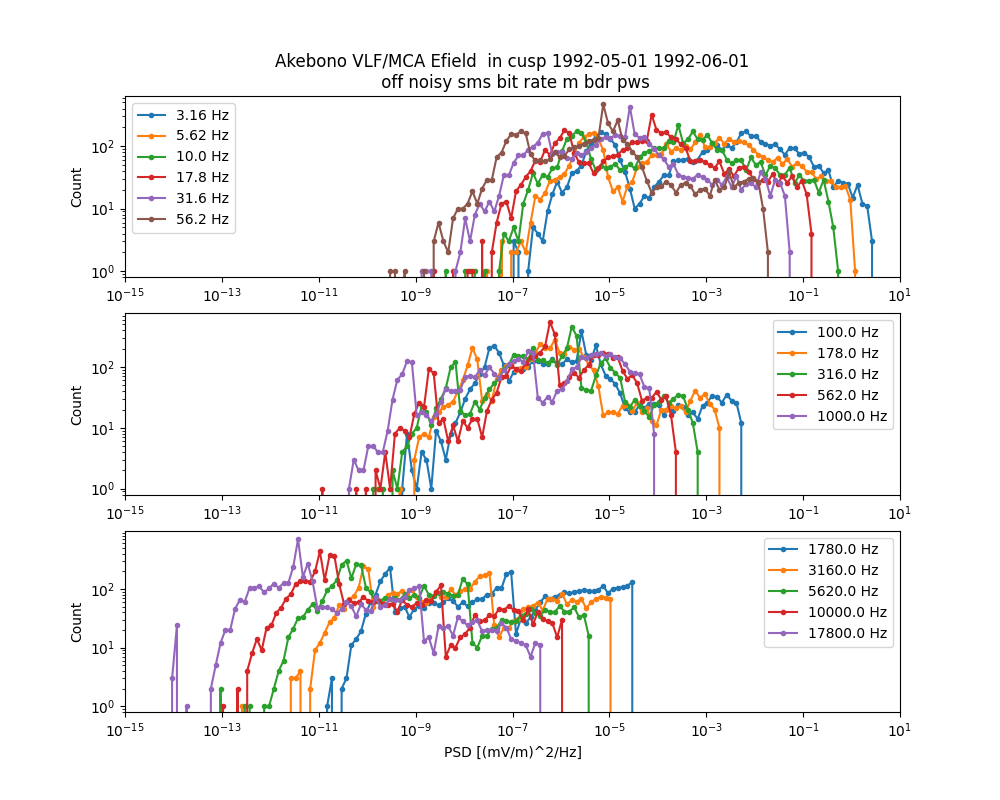 Akebono VLF/MCA Efield  in cusp 1992-05-01 1992-06-01
off noisy sms bit rate m bdr pws
Count
10^2
10^1
10^0
3.16 Hz
5.62 Hz
10.0 Hz
17.8 Hz
31.6 Hz
56.2 Hz
10^-15 10^-13 10^-11 10^-9 10^-7 10^-5 10^-3 10^-1 10^1
Count
10^2
10^1
10^0
100.0 Hz
178.0 Hz
316.0 Hz
562.0 Hz
1000.0 Hz
10^-15 10^-13 10^-11 10^-9 10^-7 10^-5 10^-3 10^-1 10^1
Count
10^2
10^1
10^0
1780.0 Hz
3160.0 Hz
5620.0 Hz
10000.0 Hz
17800.0 Hz
10^-15 10^-13 10^-11 10^-9 10^-7 10^-5 10^-3 10^-1 10^1
PSD [(mV/m)^2/Hz]